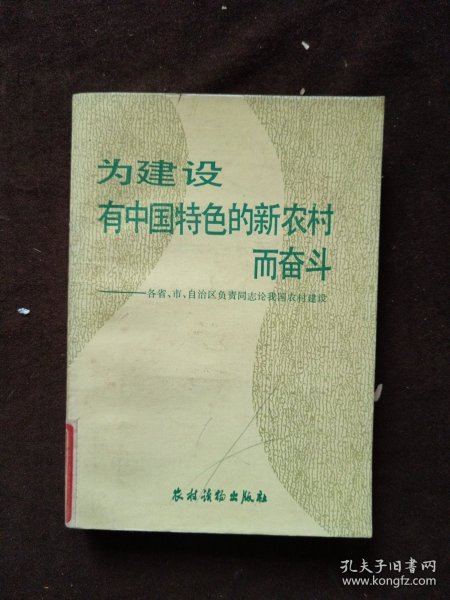 为建设
有中国特色的新农村
而奋斗
——各省、市、自治区负责同志论我国农村建设
农村读物出版社
孔夫子旧书网
www.kongfz.com